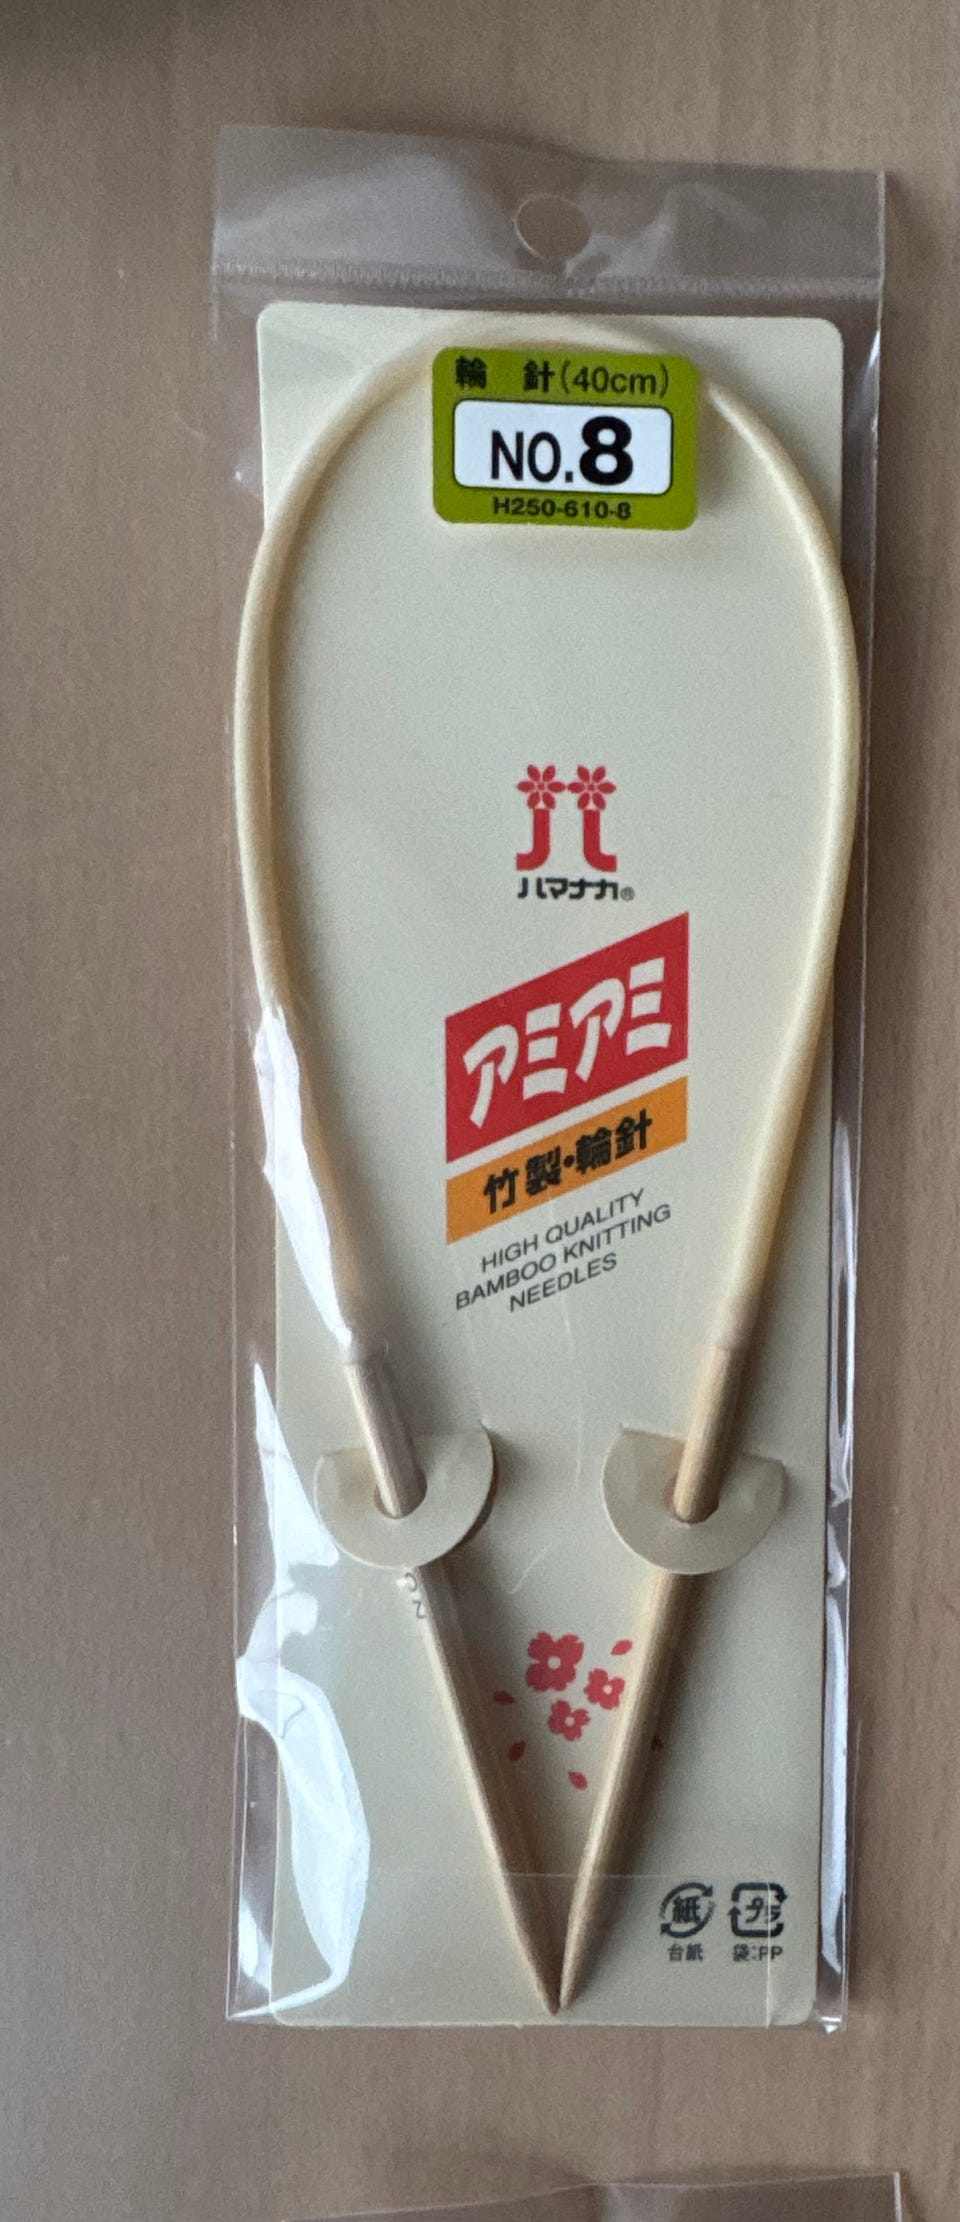 輪 針(40cm)
NO.8
H250-610-8
ハマナカ®
アミアミ
竹製・輪針
HIGH QUALITY
BAMBOO KNITTING
NEEDLES
紙
プラ
台紙
袋:PP